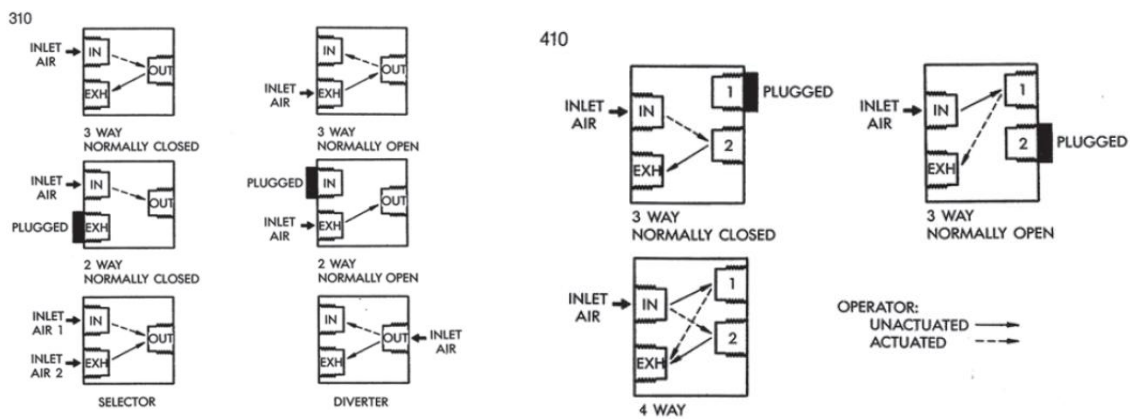 310
INLET
AIR
IN
OUT
EXH
3 WAY
NORMALLY CLOSED
IN
OUT
INLET
AIR
EXH
3 WAY
NORMALLY OPEN
INLET
AIR
IN
OUT
PLUGGED
EXH
2 WAY
NORMALLY CLOSED
PLUGGED
IN
OUT
INLET
AIR
EXH
2 WAY
NORMALLY OPEN
INLET
AIR 1
IN
OUT
INLET
AIR 2
EXH
SELECTOR
IN
OUT
INLET
AIR
EXH
DIVERTER
410
1
PLUGGED
INLET
AIR
IN
2
EXH
3 WAY
NORMALLY CLOSED
INLET
AIR
IN
1
2
PLUGGED
EXH
3 WAY
NORMALLY OPEN
INLET
AIR
IN
1
2
EXH
4 WAY
OPERATOR:
UNACTUATED
ACTUATED